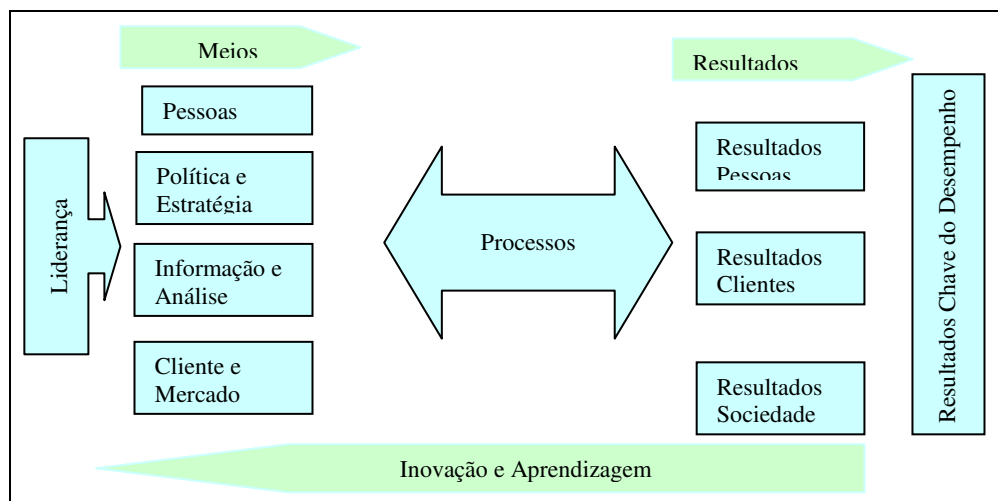 Meios
Resultados
Pessoas
Política e
Estratégia
Informação e
Análise
Cliente e
Mercado
Liderança
Processos
Resultados
Pessoas
Resultados
Clientes
Resultados
Sociedade
Resultados Chave do Desempenho
Inovação e Aprendizagem